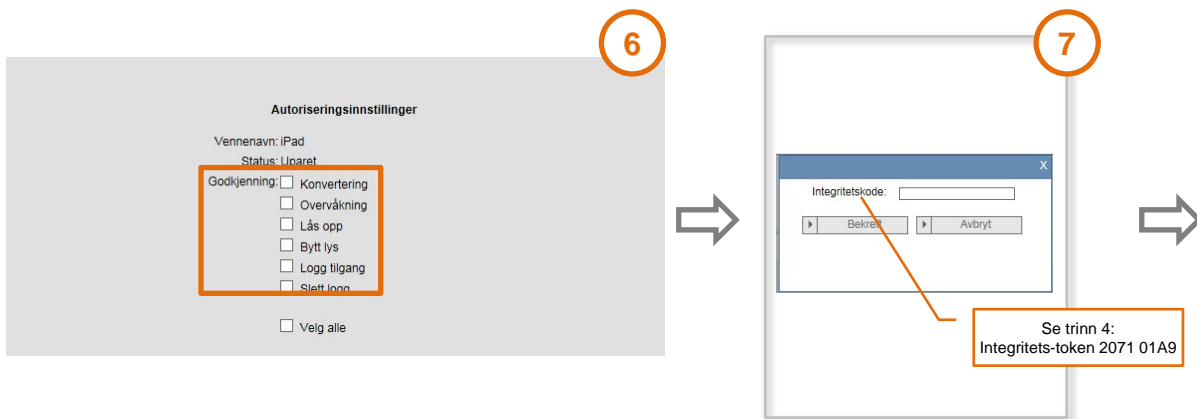 6
Autoriseringsinnstillinger
Vennenavn: iPad
Status: Uparet
Godkjenning: Konvertering
Overvåkning
Lås opp
Bytt lys
Logg tilgang
Slett logg
Velg alle
7
X
Integritetskode:
Bekreft
Avbryt
Se trinn 4:
Integritets-token 2071 01A9